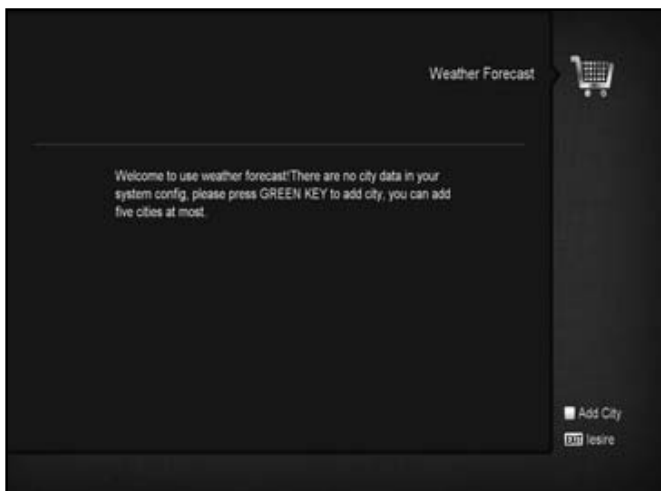 Weather Forecast
Welcome to use weather forecast!There are no city data in your
system config, please press GREEN KEY to add city, you can add
five cities at most.
Add City
EXIT Iesire